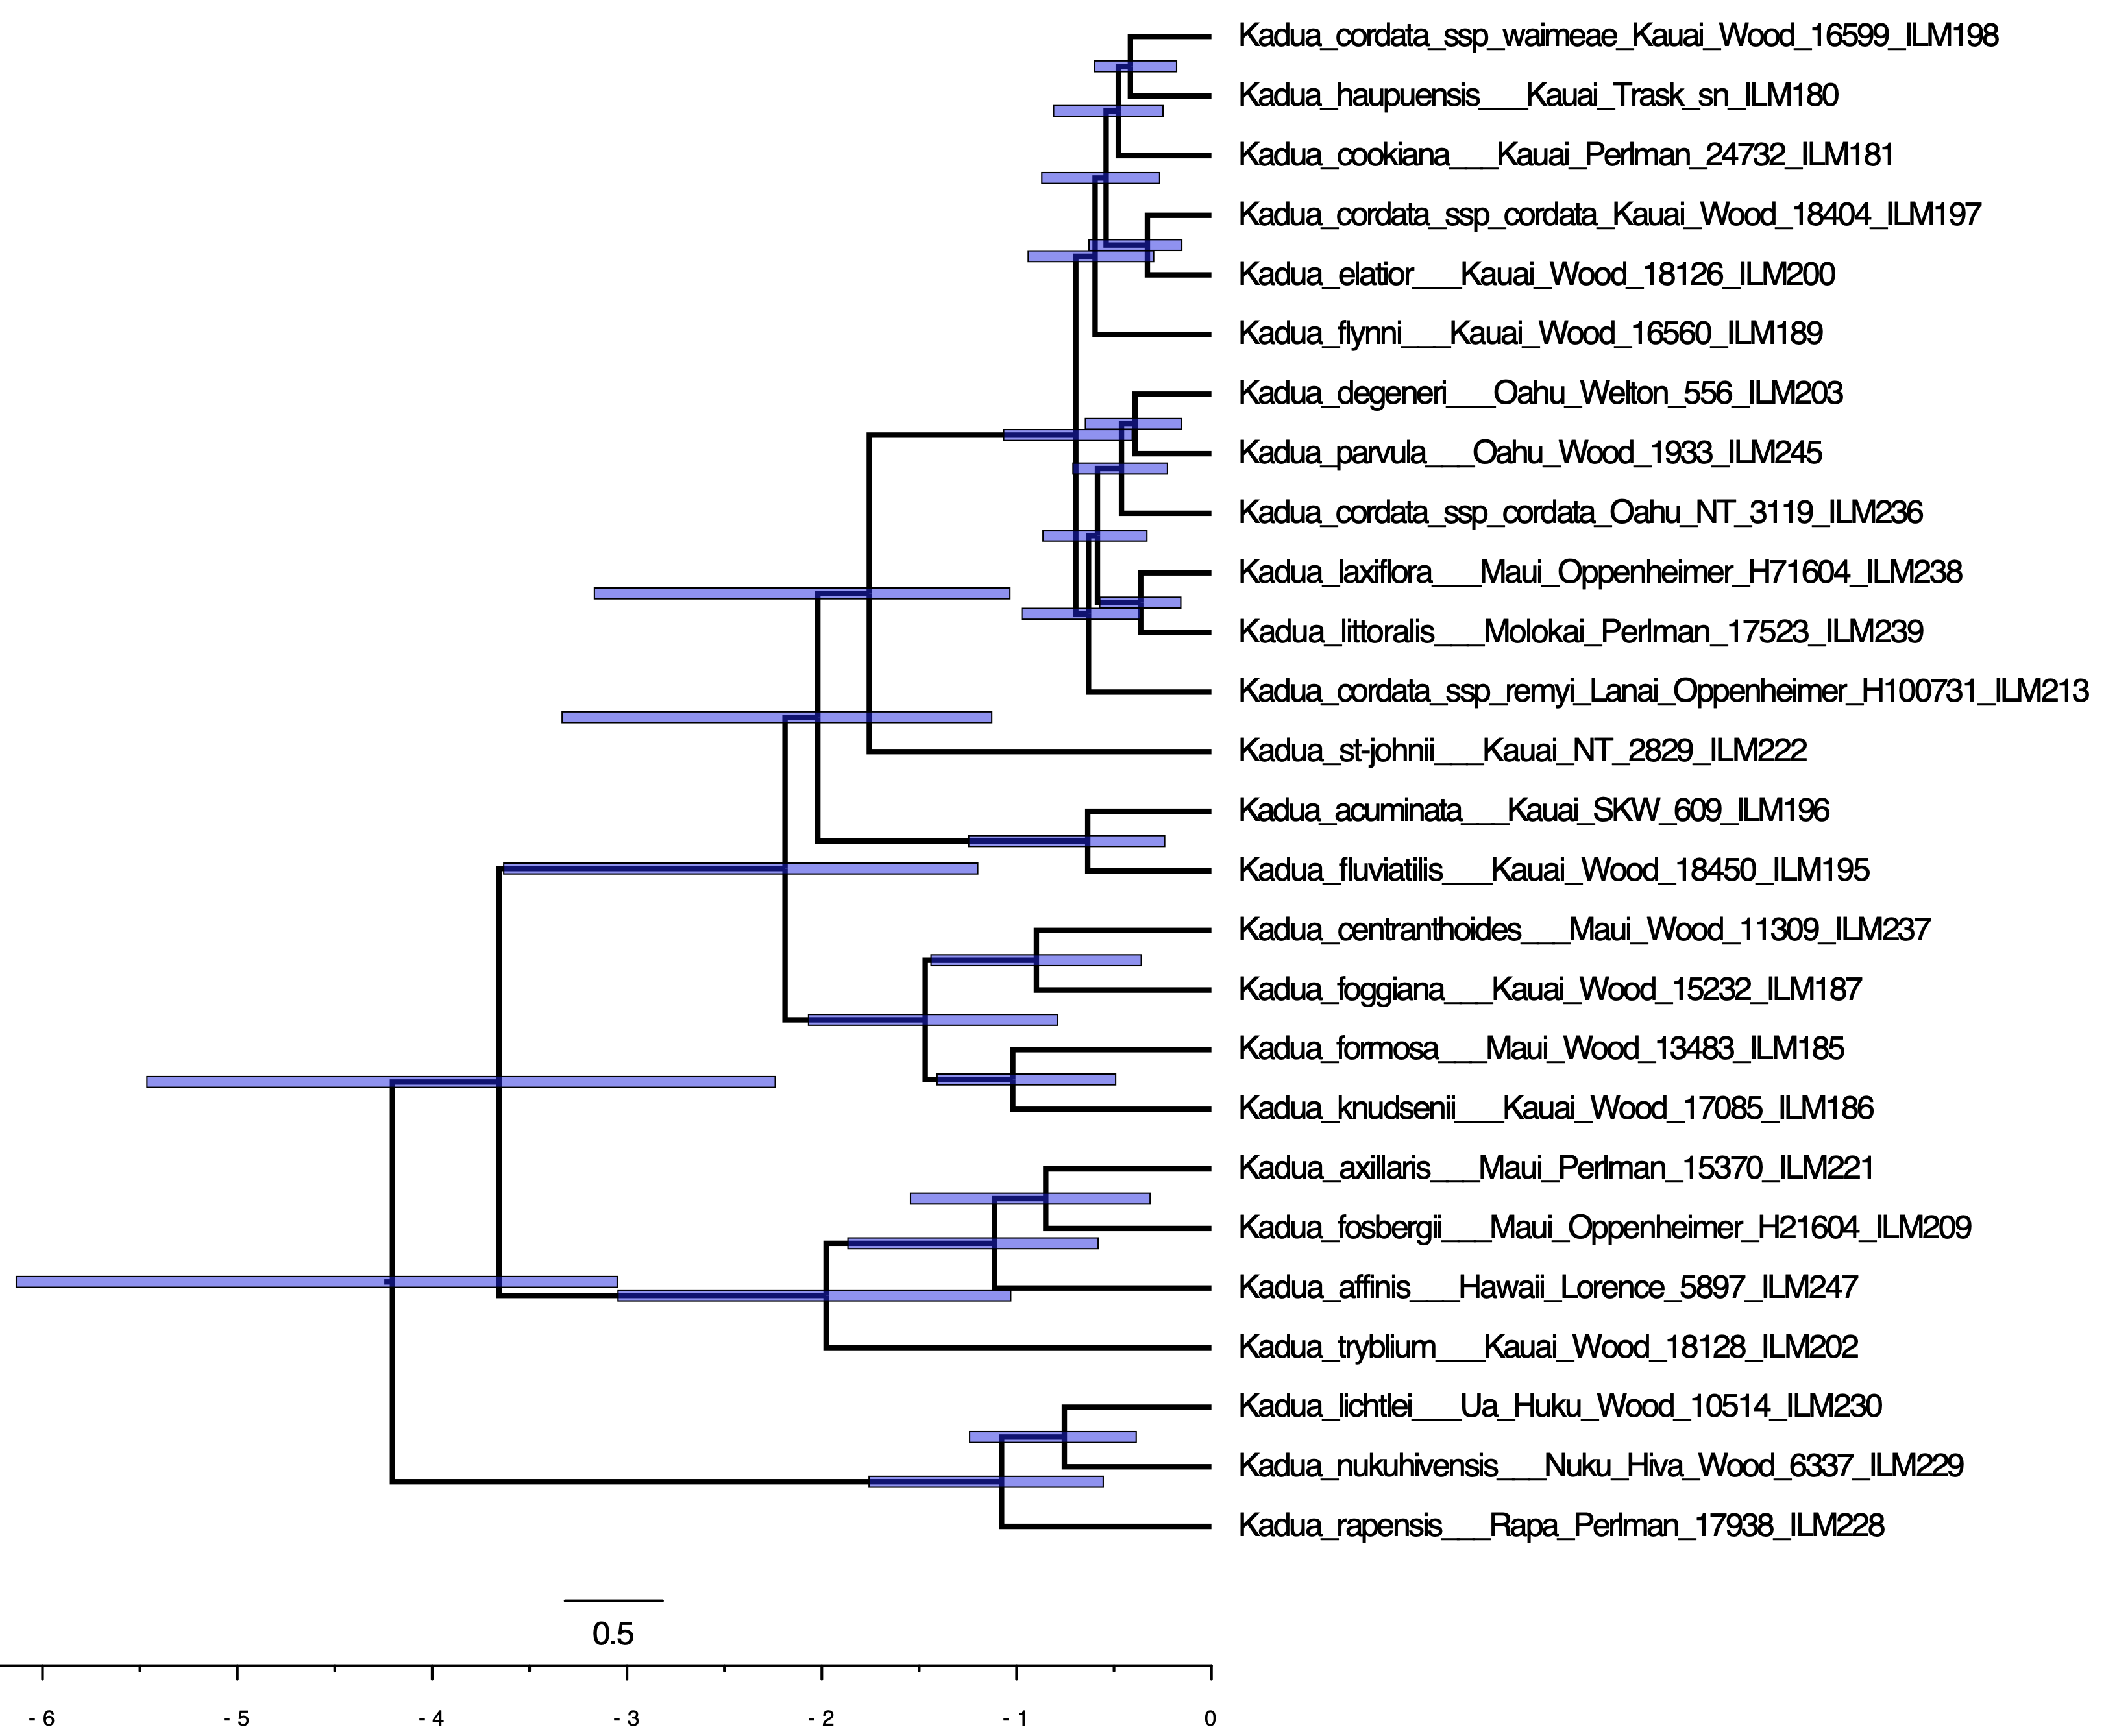 Kadua_cordata_ssp_waimeae_Kauai_Wood_16599_ILM198
Kadua_haupuensis___Kauai_Trask_sn_ILM180
Kadua_cookiana___Kauai_Perlman_24732_ILM181
Kadua_cordata_ssp_cordata_Kauai_Wood_18404_ILM197
Kadua_elatior___Kauai_Wood_18126_ILM200
Kadua_flynni___Kauai_Wood_16560_ILM189
Kadua_degeneri___Oahu_Welton_556_ILM203
Kadua_parvula___Oahu_Wood_1933_ILM245
Kadua_cordata_ssp_cordata_Oahu_NT_3119_ILM236
Kadua_laxiflora___Maui_Oppenheimer_H71604_ILM238
Kadua_littoralis___Molokai_Perlman_17523_ILM239
Kadua_cordata_ssp_remyi_Lanai_Oppenheimer_H100731_ILM213
Kadua_st-johnii___Kauai_NT_2829_ILM222
Kadua_acuminata___Kauai_SKW_609_ILM196
Kadua_fluviatilis___Kauai_Wood_18450_ILM195
Kadua_centranthoides___Maui_Wood_11309_ILM237
Kadua_foggiana___Kauai_Wood_15232_ILM187
Kadua_formosa___Maui_Wood_13483_ILM185
Kadua_knudsenii___Kauai_Wood_17085_ILM186
Kadua_axillaris___Maui_Perlman_15370_ILM221
Kadua_fosbergii___Maui_Oppenheimer_H21604_ILM209
Kadua_affinis___Hawaii_Lorence_5897_ILM247
Kadua_tryblium___Kauai_Wood_18128_ILM202
Kadua_lichtlei___Ua_Huku_Wood_10514_ILM230
Kadua_nukuhivensis___Nuku_Hiva_Wood_6337_ILM229
Kadua_rapensis___Rapa_Perlman_17938_ILM228
0.5
-6 -5 -4 -3 -2 -1 0